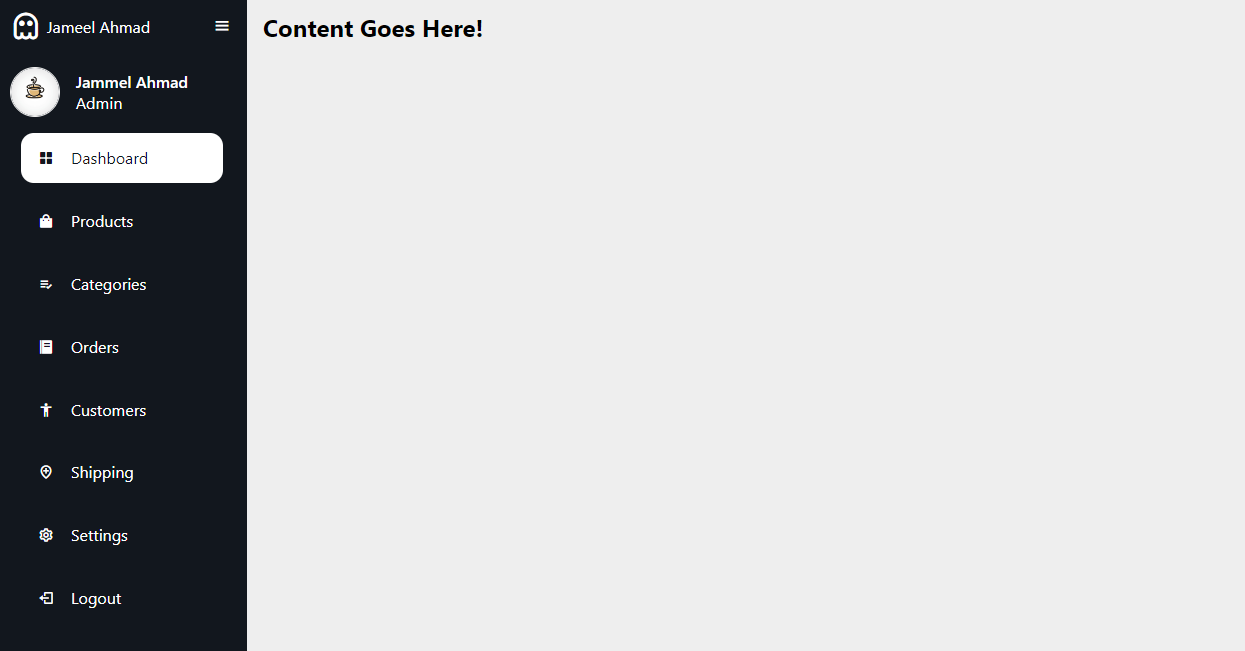 Jameel Ahmad
Jammel Ahmad
Admin
Dashboard
Products
Categories
Orders
Customers
Shipping
Settings
Logout
Content Goes Here!